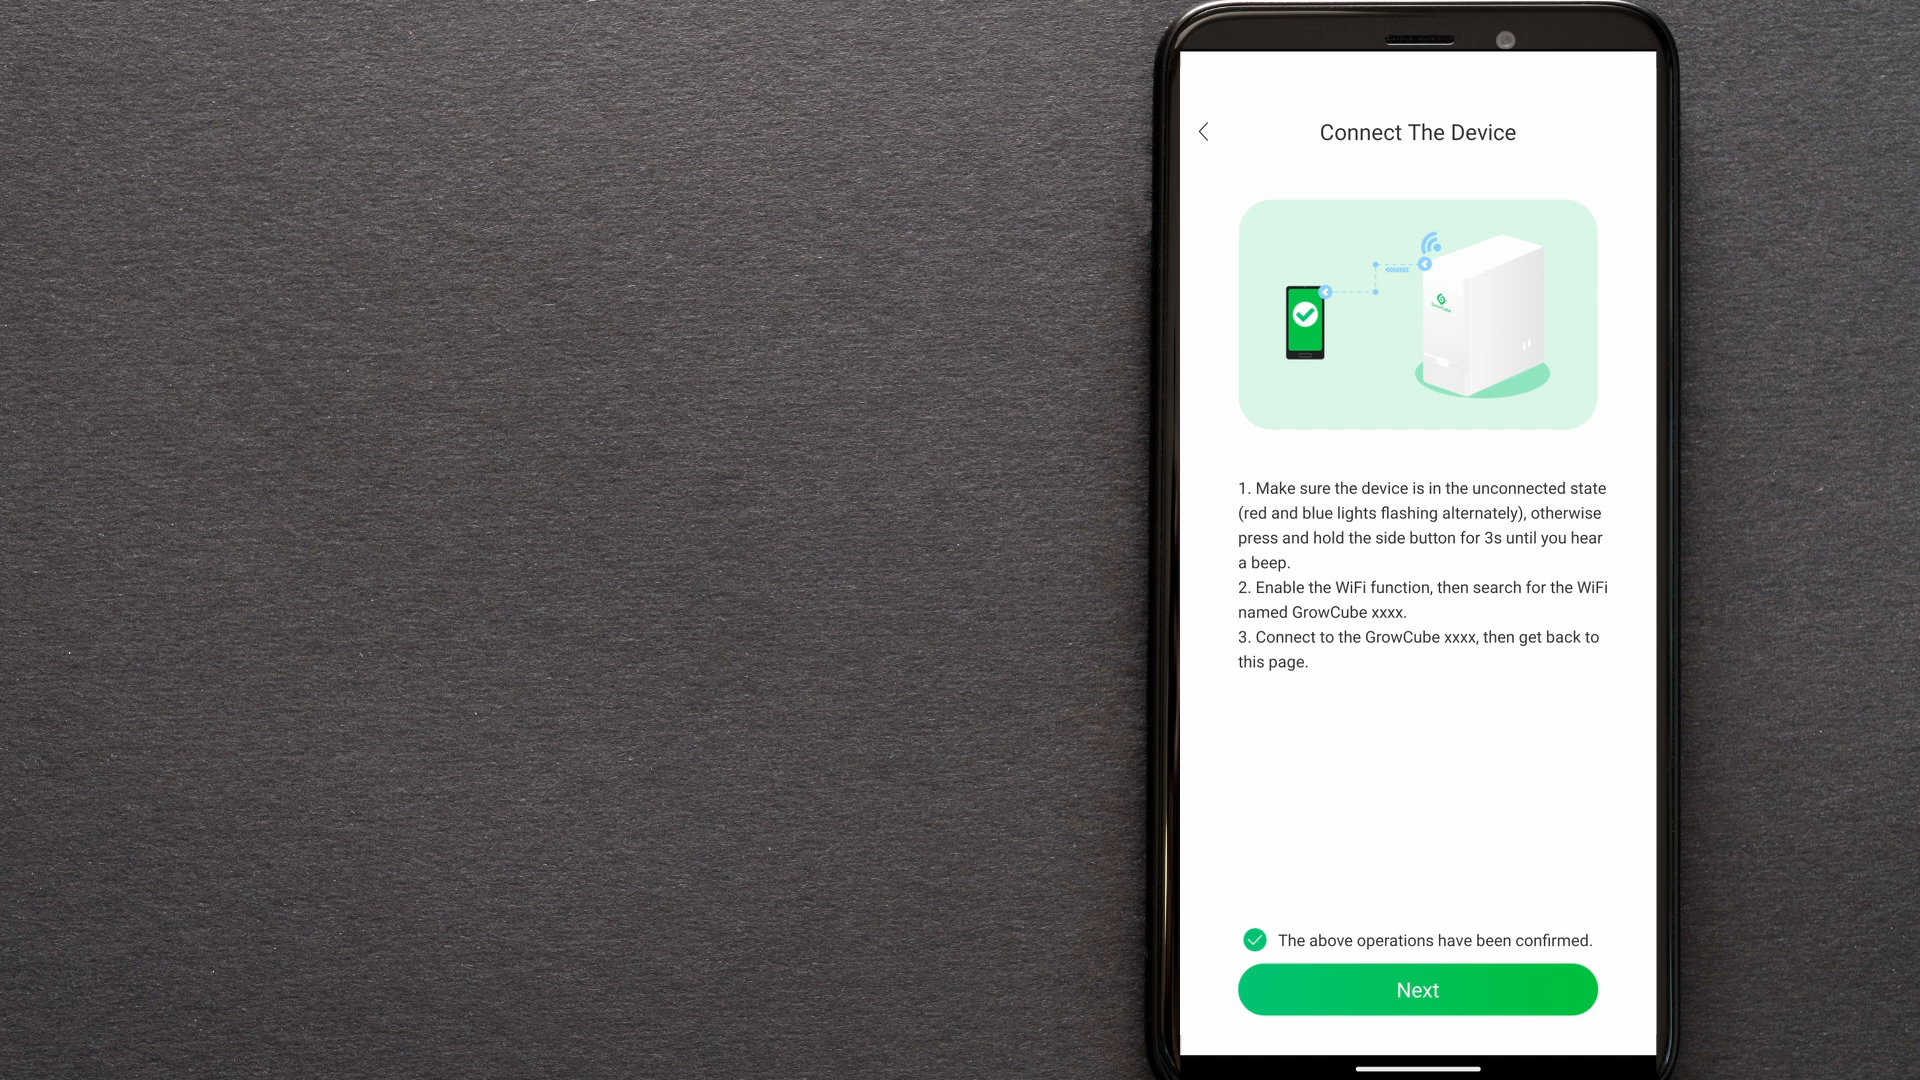 Connect The Device
1. Make sure the device is in the unconnected state
(red and blue lights flashing alternately), otherwise
press and hold the side button for 3s until you hear
a beep.
2. Enable the WiFi function, then search for the WiFi
named GrowCube xxxx.
3. Connect to the GrowCube xxxx, then get back to
this page.
The above operations have been confirmed.
Next